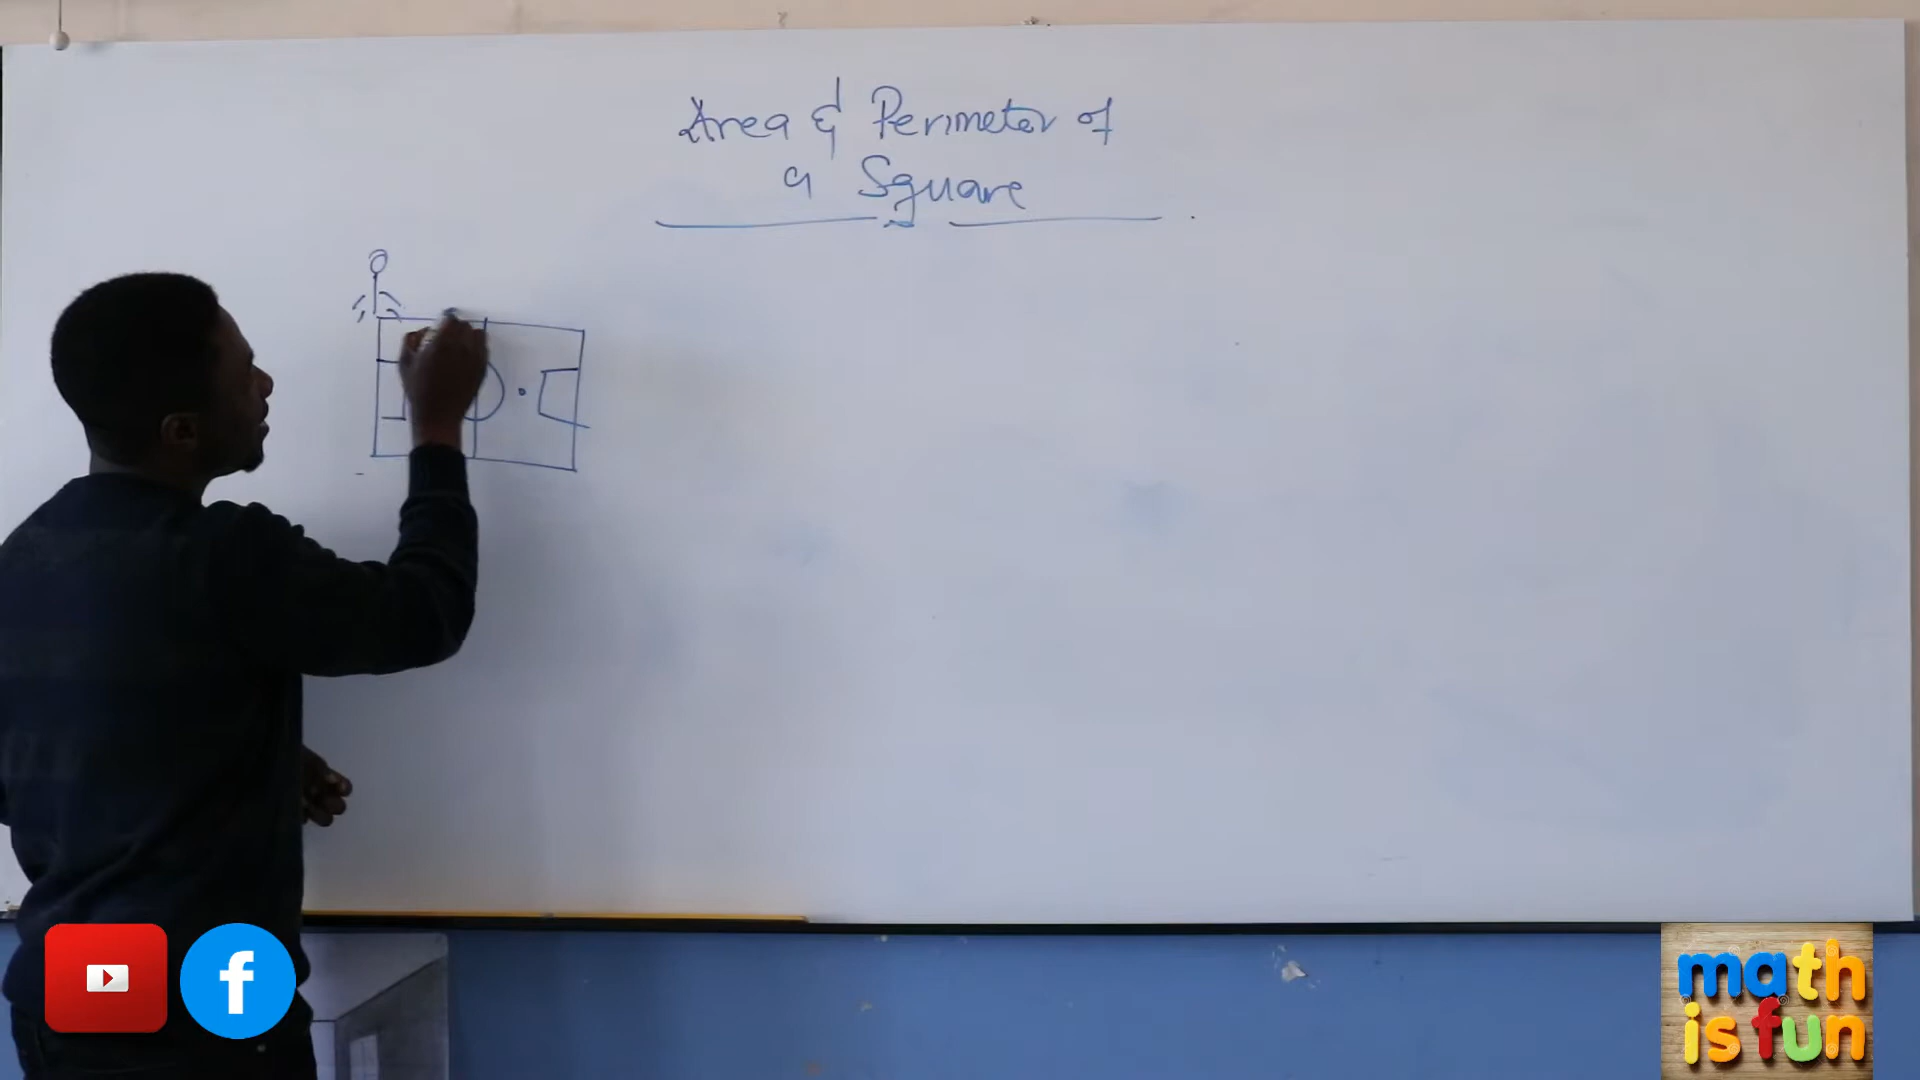 Area & Perimeter of
a Square
f
math
is fun